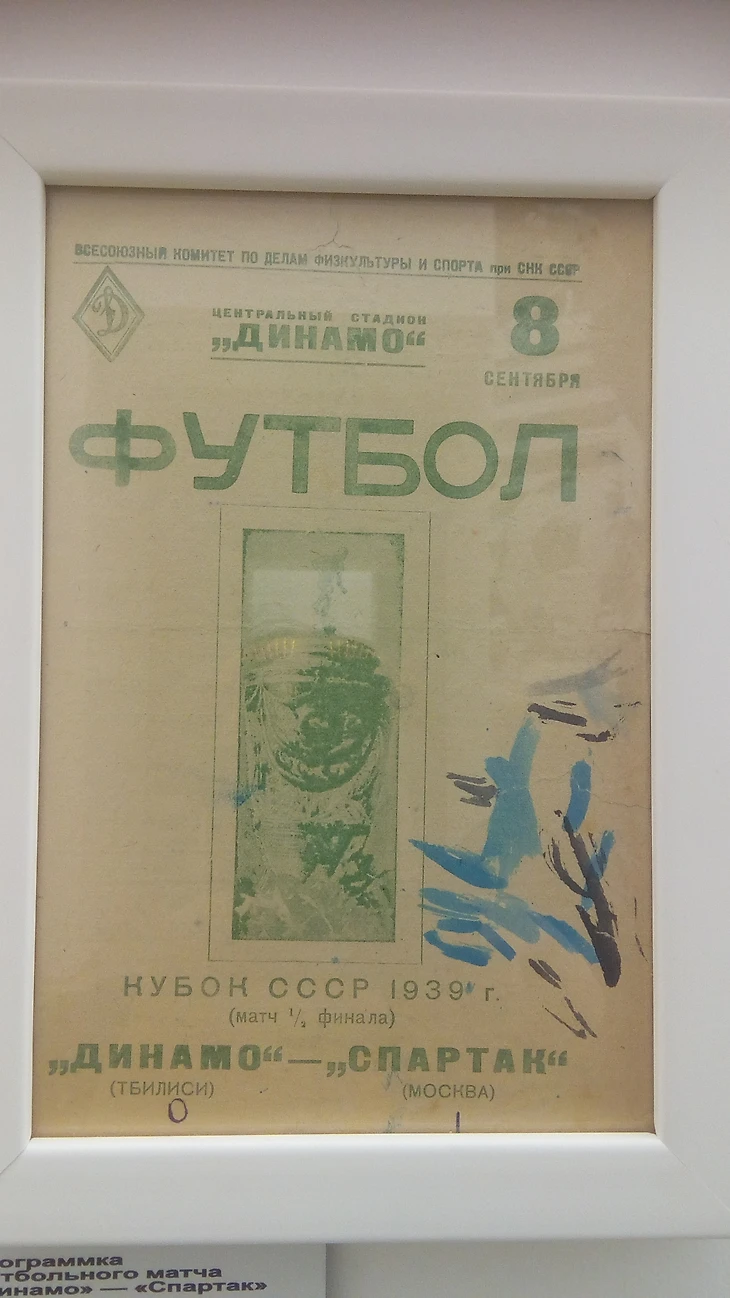 ВСЕСОЮЗНЫЙ КОМИТЕТ ПО ДЕЛАМ ФИЗКУЛЬТУРЫ И СПОРТА при СНК СССР
Д
ЦЕНТРАЛЬНЫЙ СТАДИОН
„ДИНАМО“
8
СЕНТЯБРЯ
ФУТБОЛ
КУБОК СССР 1939 г.
(матч ½ финала)
„ДИНАМО“—„СПАРТАК“
(ТБИЛИСИ) (МОСКВА)
0 1
ограммка
тбольного матча
инамо» — «Спартак»